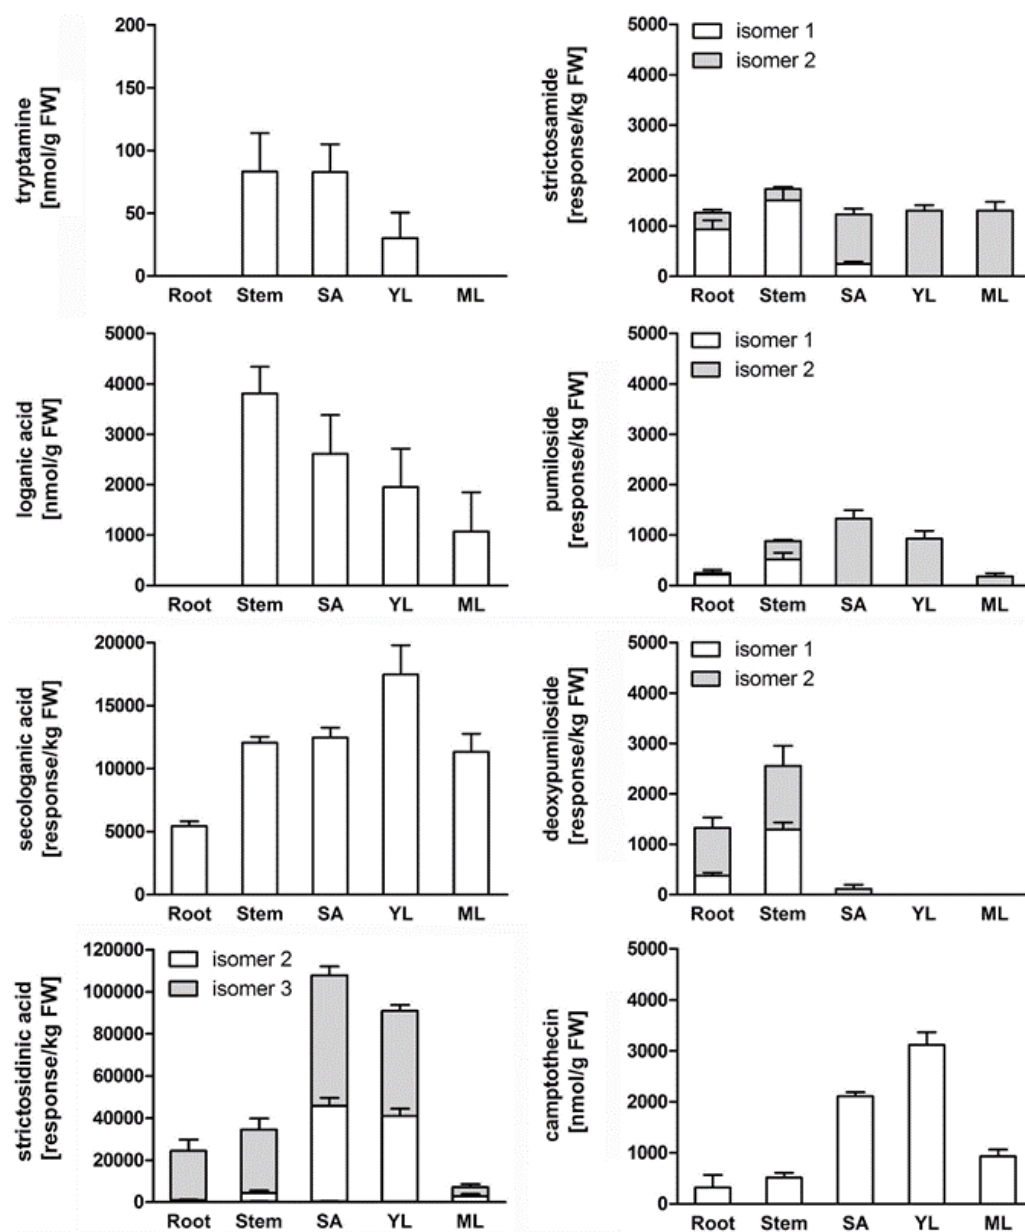 tryptamine
[nmol/g FW]
200
150
100
50
0
Root Stem SA YL ML
strictosamide
[response/kg FW]
5000
4000
3000
2000
1000
0
isomer 1
isomer 2
Root Stem SA YL ML
loganic acid
[nmol/g FW]
5000
4000
3000
2000
1000
0
Root Stem SA YL ML
pumiloside
[response/kg FW]
5000
4000
3000
2000
1000
0
isomer 1
isomer 2
Root Stem SA YL ML
secologanic acid
[response/kg FW]
20000
15000
10000
5000
0
Root Stem SA YL ML
deoxypumiloside
[response/kg FW]
5000
4000
3000
2000
1000
0
isomer 1
isomer 2
Root Stem SA YL ML
strictosidinic acid
[response/kg FW]
120000
100000
80000
60000
40000
20000
0
isomer 2
isomer 3
Root Stem SA YL ML
camptothecin
[nmol/g FW]
5000
4000
3000
2000
1000
0
Root Stem SA YL ML